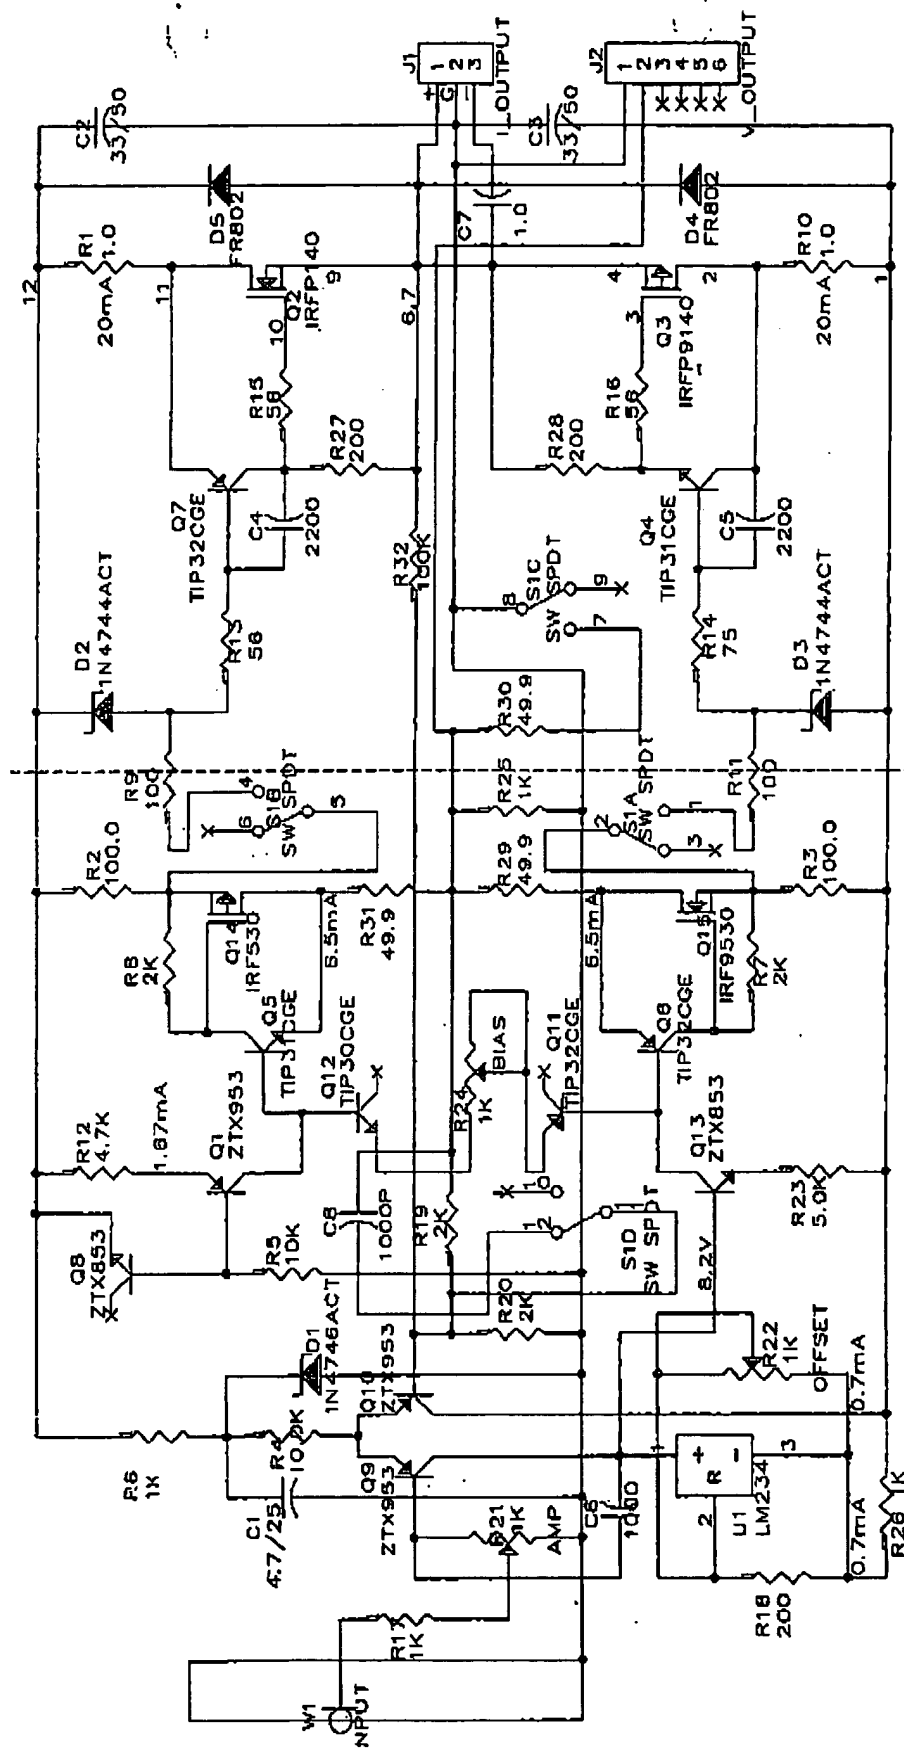 C2
33/50
J1
1
2
3
+
G
-
I_OUTPUT
C3
33/50
J2
1
2
3
4
5
6
V_OUTPUT
12
R1
1.0
20mA
11
D5
FR802
Q2
IRFP140
10
9
6,7
C7
1.0
D4
FR802
4
3
2
Q3
IRFP9140
R10
1.0
20mA
1
R15
56
R27
200
R28
200
R16
56
Q7
TIP32CGE
C4
2200
R32
100K
S1C
SW SPDT
8
9
7
Q4
TIP31CGE
C5
2200
D2
1N4744ACT
R13
56
R30
49.9
R14
75
D3
1N4744ACT
R9
100
S1B
SW SPDT
4
6
5
R25
1K
S1A
SW SPDT
2
1
3
R11
100
R2
100.0
R8
2K
Q14
IRF530
6.5mA
R31
49.9
R29
49.9
6.5mA
Q15
IRF9530
R3
100.0
R7
2K
Q5
TIP31CGE
Q12
TIP30CGE
R24
1K
BIAS
Q11
TIP32CGE
Q6
TIP32CGE
R12
4.7K
1.67mA
Q1
ZTX953
Q13
ZTX853
R23
5.0K
Q8
ZTX853
R5
10K
C8
1000P
R19
2K
10
12
11
S1D
SW SPDT
8.2V
D1
1N4746ACT
R20
2K
R22
1K
OFFSET
R6
1K
R4
10.0K
Q10
ZTX953
Q9
ZTX953
C1
4.7/25
R21
1K
AMP
C6
100
1
+
R
-
2
3
U1
LM234
0.7mA
0.7mA
R18
200
R26
1K
R17
1K
W1
INPUT